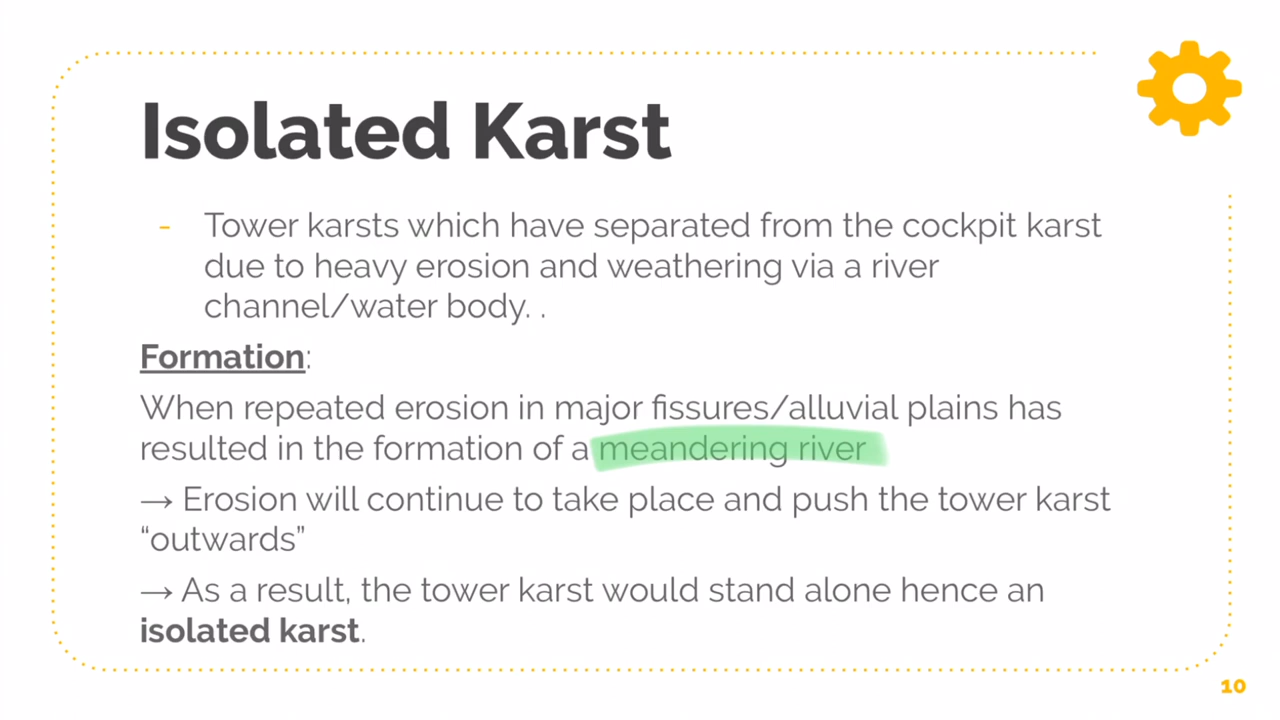 Isolated Karst
- Tower karsts which have separated from the cockpit karst
due to heavy erosion and weathering via a river
channel/water body. .
Formation:
When repeated erosion in major fissures/alluvial plains has
resulted in the formation of a meandering river
→ Erosion will continue to take place and push the tower karst
“outwards”
→ As a result, the tower karst would stand alone hence an
isolated karst.
10